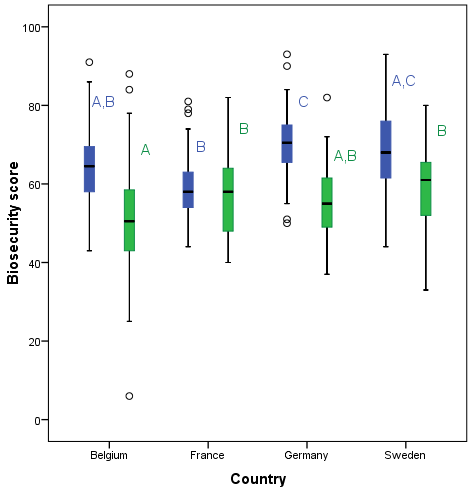 100
80
60
40
20
0
Biosecurity score
A,B
A
B
B
C
A,B
A,C
B
Belgium
France
Germany
Sweden
Country